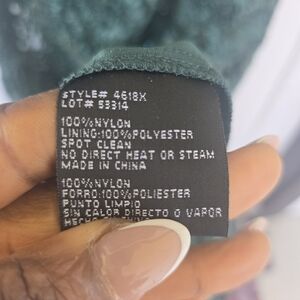 STYLE# 4618X
LOT# 53314
100%NYLON
LINING:100%POLYESTER
SPOT CLEAN
NO DIRECT HEAT OR STEAM
MADE IN CHINA
100%NYLON
FORRO:100%POLIESTER
PUNTO LIMPIO
SIN CALOR DIRECTO O VAPOR
HECHO